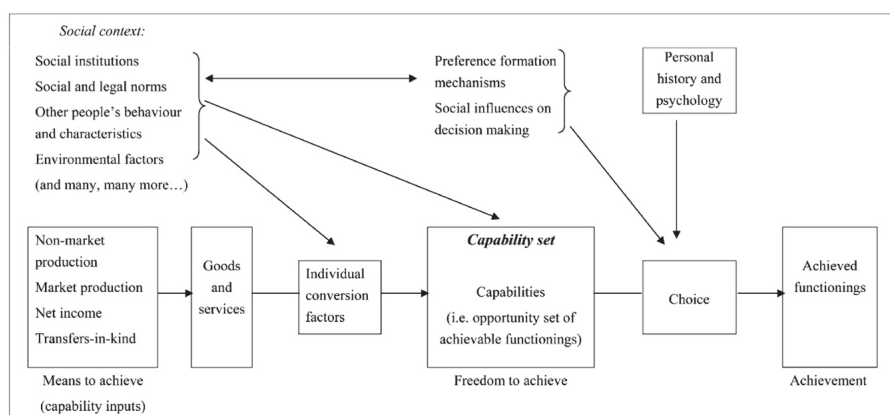 Social context:
Social institutions
Social and legal norms
Other people's behaviour
and characteristics
Environmental factors
(and many, many more…)
Preference formation
mechanisms
Social influences on
decision making
Personal
history and
psychology
Non-market
production
Market production
Net income
Transfers-in-kind
Goods
and
services
Individual
conversion
factors
Capability set
Capabilities
(i.e. opportunity set of
achievable functionings)
Choice
Achieved
functionings
Means to achieve
(capability inputs)
Freedom to achieve
Achievement